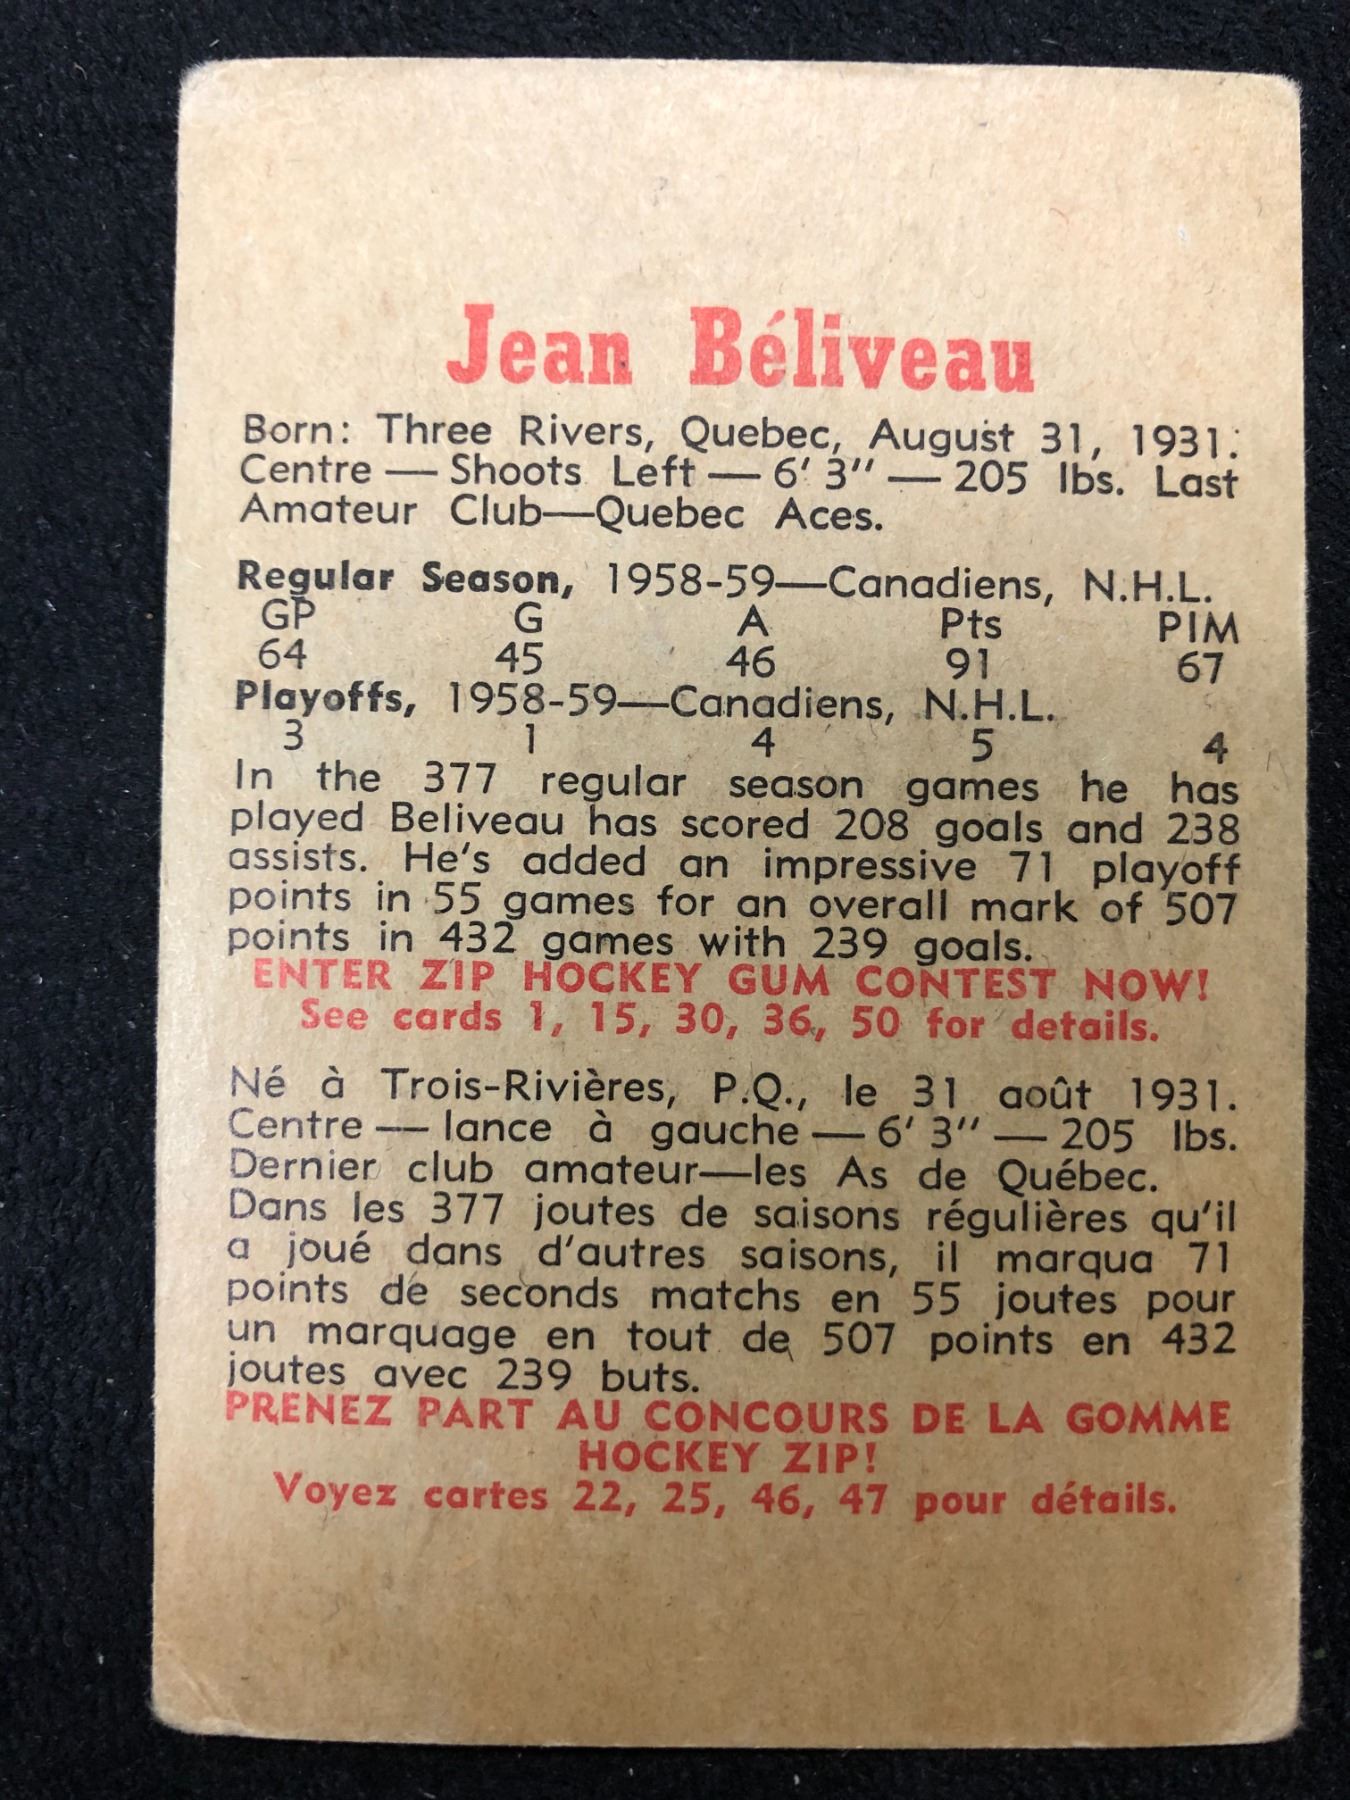 Jean Béliveau
Born: Three Rivers, Quebec, August 31, 1931.
Centre — Shoots Left — 6' 3'' — 205 lbs. Last
Amateur Club—Quebec Aces.
Regular Season, 1958-59—Canadiens, N.H.L.
GP G A Pts PIM
64 45 46 91 67
Playoffs, 1958-59—Canadiens, N.H.L.
3 1 4 5 4
In the 377 regular season games he has
played Beliveau has scored 208 goals and 238
assists. He's added an impressive 71 playoff
points in 55 games for an overall mark of 507
points in 432 games with 239 goals.
ENTER ZIP HOCKEY GUM CONTEST NOW!
See cards 1, 15, 30, 36, 50 for details.
Né à Trois-Rivières, P.Q., le 31 août 1931.
Centre — lance à gauche — 6' 3'' — 205 lbs.
Dernier club amateur—les As de Québec.
Dans les 377 joutes de saisons régulières qu'il
a joué dans d'autres saisons, il marqua 71
points de seconds matchs en 55 joutes pour
un marquage en tout de 507 points en 432
joutes avec 239 buts.
PRENEZ PART AU CONCOURS DE LA GOMME
HOCKEY ZIP!
Voyez cartes 22, 25, 46, 47 pour détails.